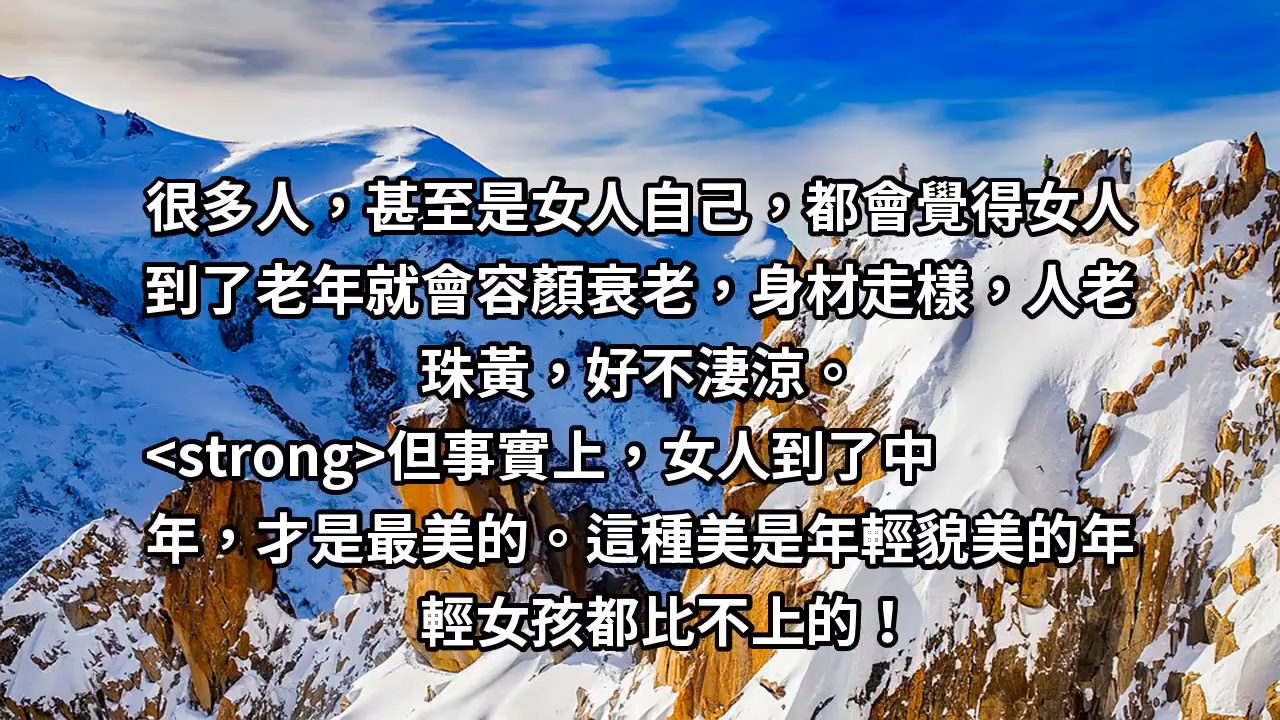 很多人，甚至是女人自己，都會覺得女人
到了老年就會容顏衰老，身材走樣，人老
珠黃，好不淒涼。
<strong>但事實上，女人到了中
年，才是最美的。這種美是年輕貌美的年
輕女孩都比不上的！